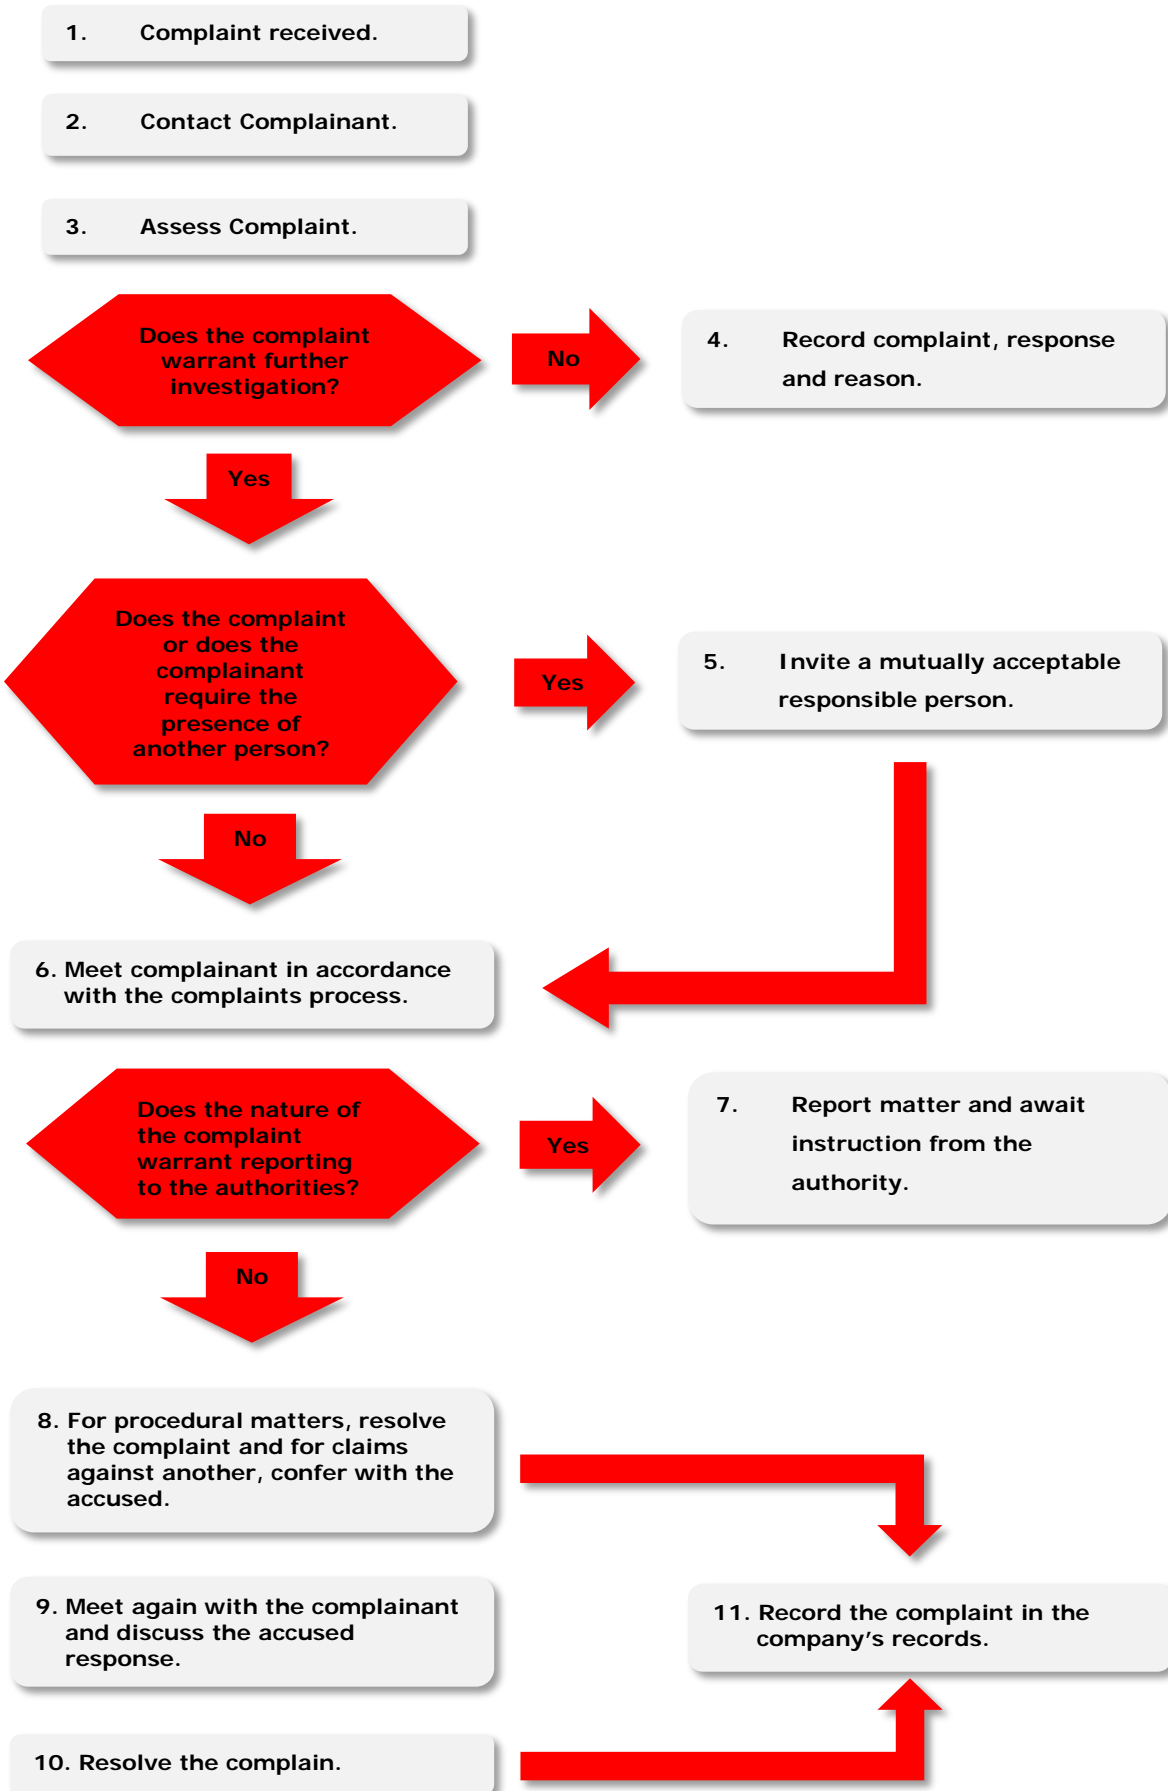 1. Complaint received.
2. Contact Complainant.
3. Assess Complaint.
Does the complaint
warrant further
investigation?
No
4. Record complaint, response
and reason.
Yes
Does the complaint
or does the
complainant
require the
presence of
another person?
Yes
5. Invite a mutually acceptable
responsible person.
No
6. Meet complainant in accordance
with the complaints process.
Does the nature of
the complaint
warrant reporting
to the authorities?
Yes
7. Report matter and await
instruction from the
authority.
No
8. For procedural matters, resolve
the complaint and for claims
against another, confer with the
accused.
9. Meet again with the complainant
and discuss the accused
response.
11. Record the complaint in the
company’s records.
10. Resolve the complain.